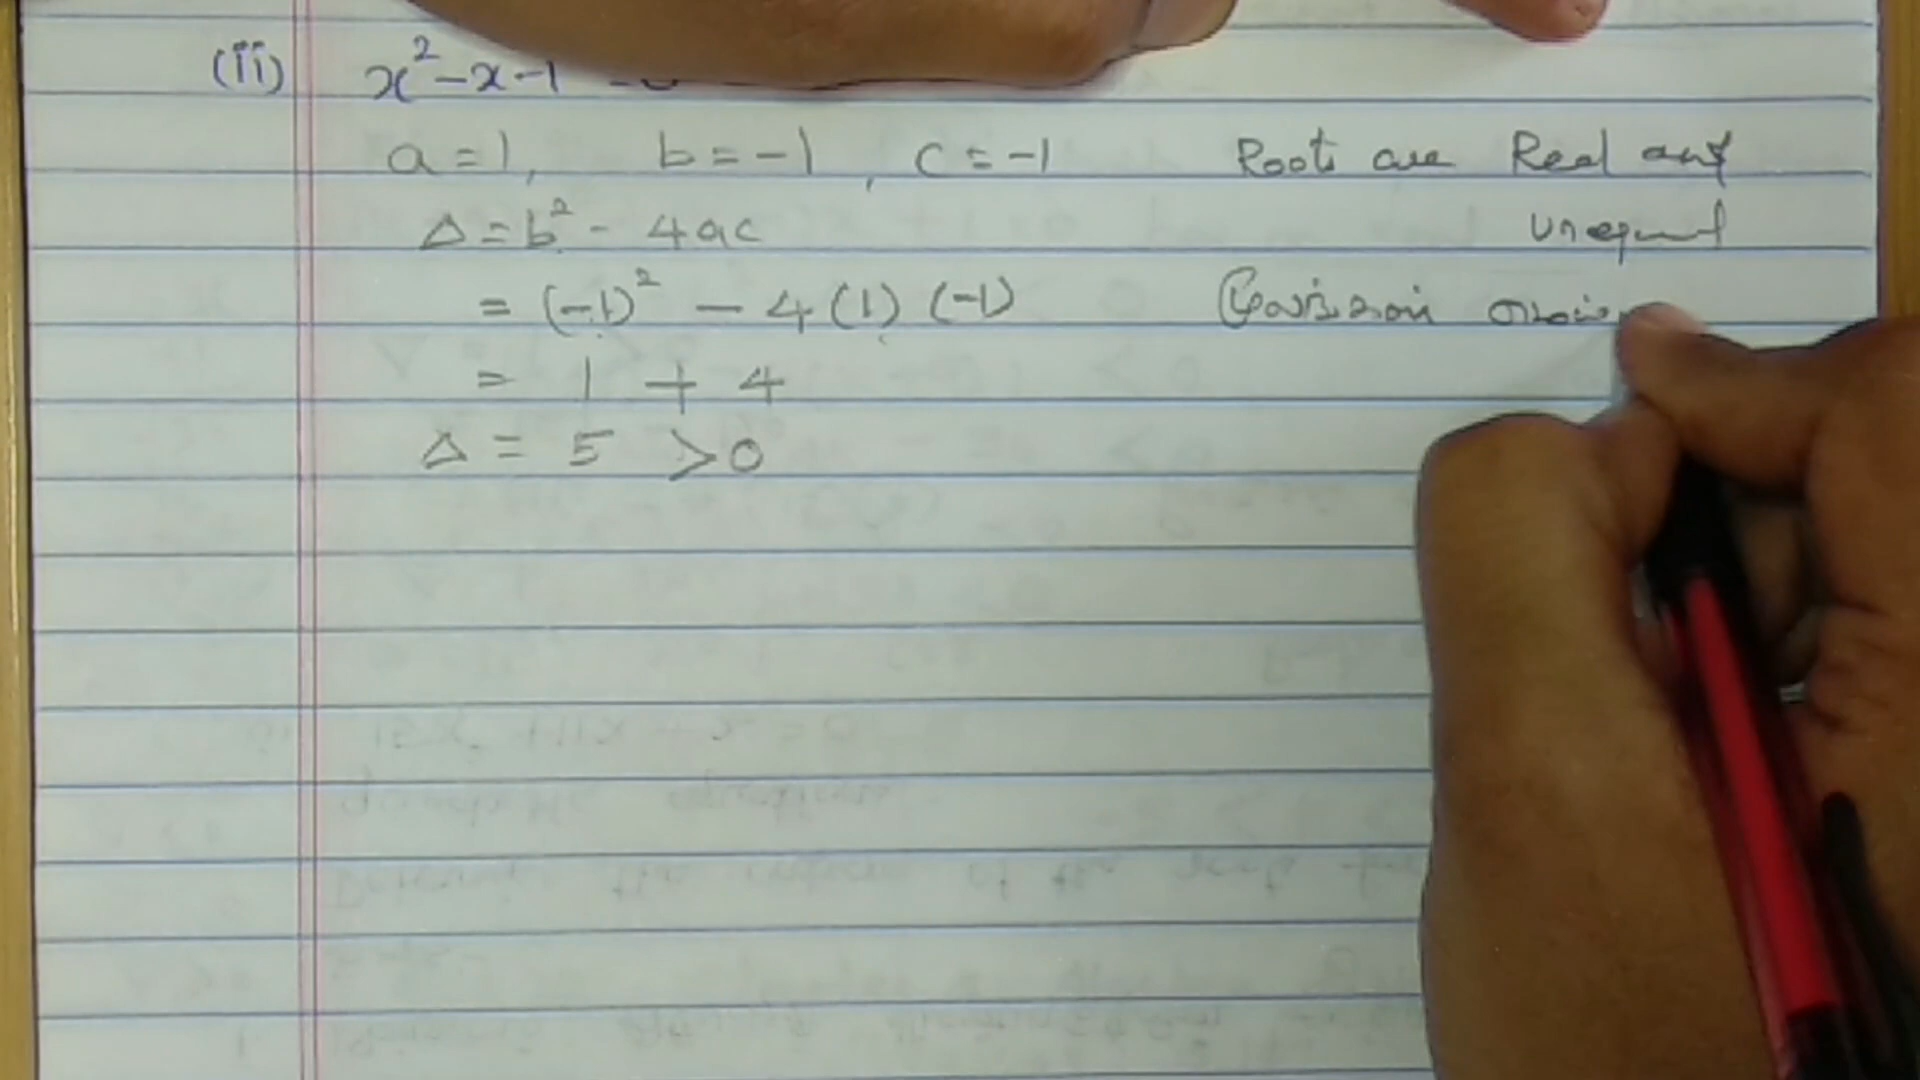 (ii) x² - x - 1 = 0
a = 1, b = -1, c = -1 Roots are Real and
Δ = b² - 4ac unequal
= (-1)² - 4 (1) (-1)
= 1 + 4
Δ = 5 > 0